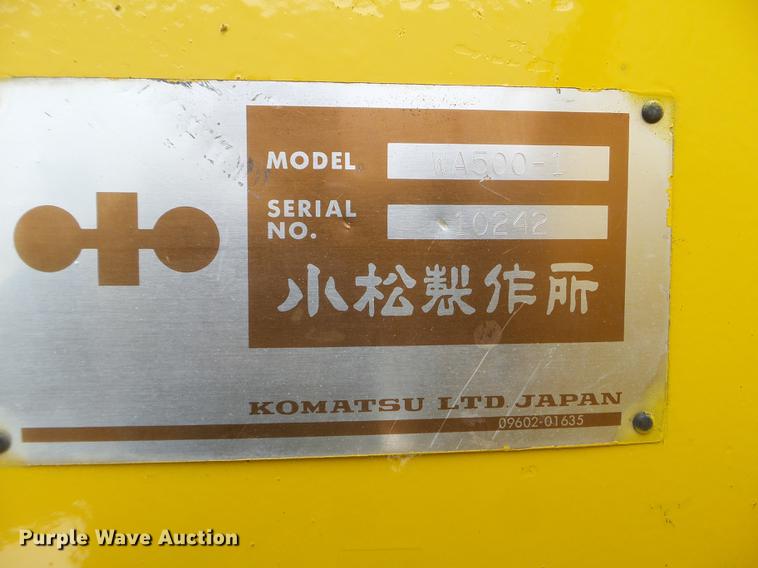 MODEL WA500-1
SERIAL NO. 10242
小松製作所
KOMATSU LTD. JAPAN
09602-01635
Purple Wave Auction